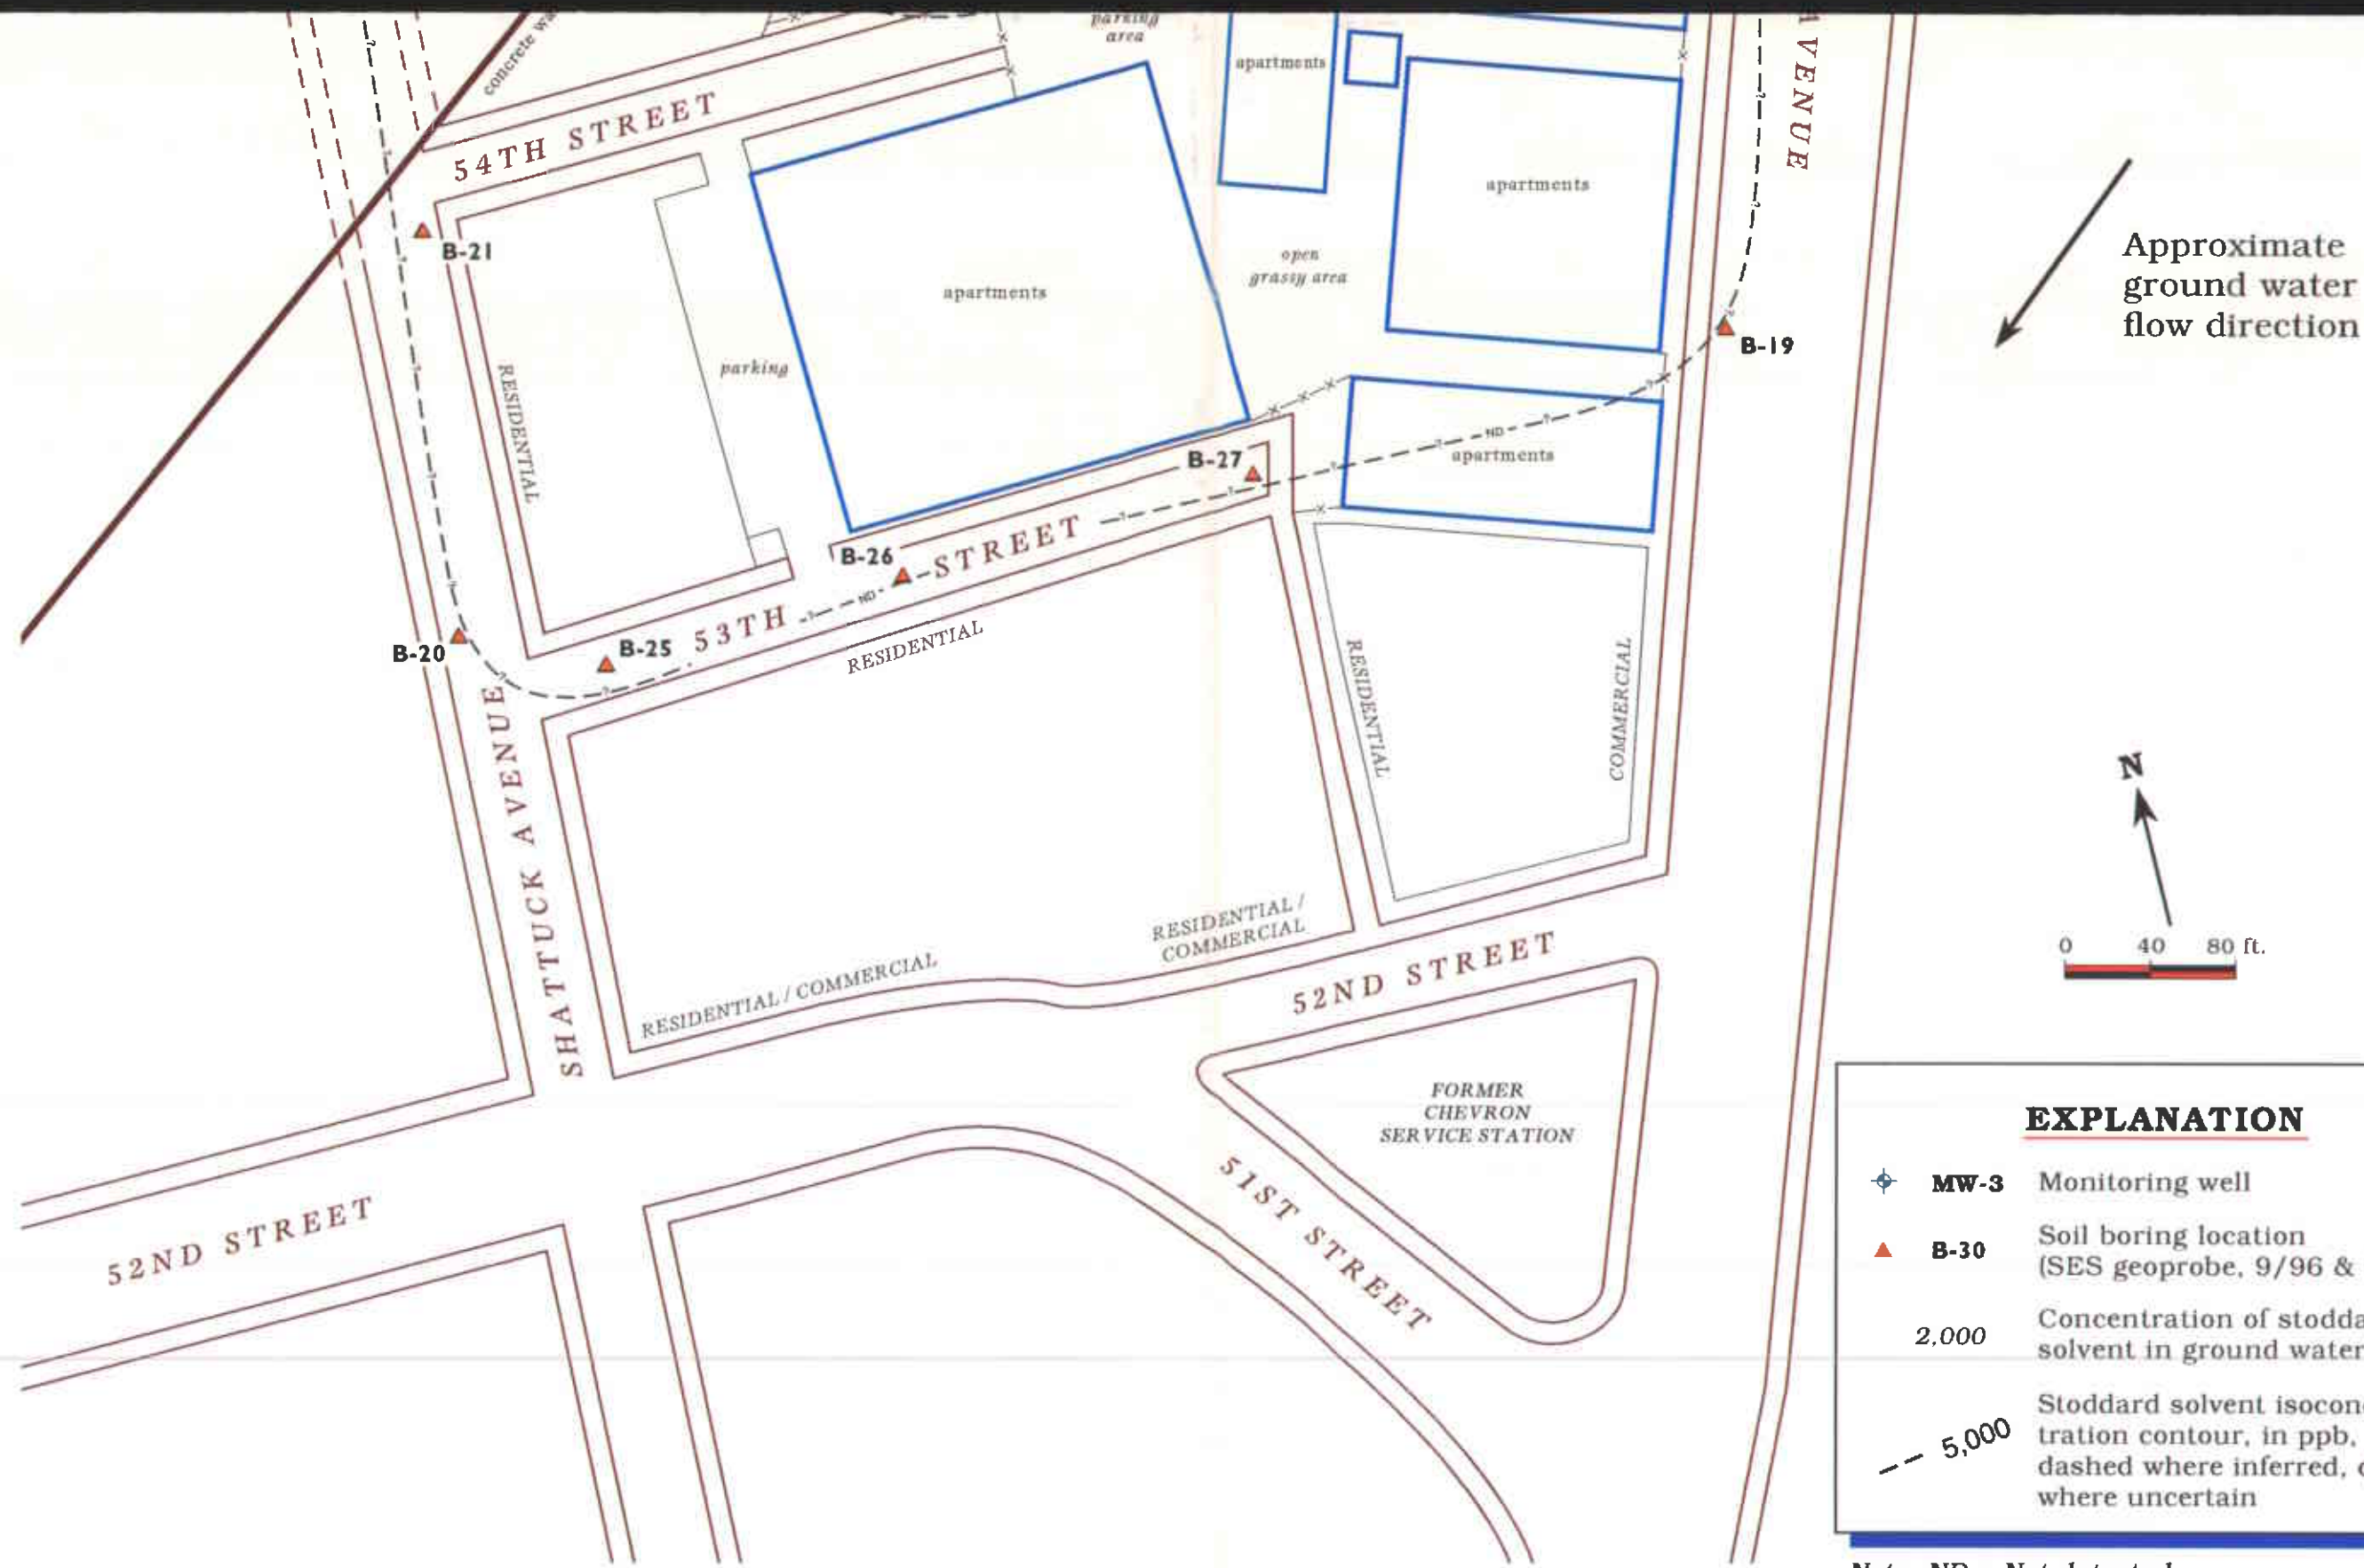 concrete
parking
area
apartments
AVENUE
54TH STREET
apartments
B-21
open
grassy area
apartments
Approximate
ground water
flow direction
B-19
parking
RESIDENTIAL
ND
apartments
B-27
B-26
53TH STREET
ND
B-25
RESIDENTIAL
B-20
SHATTUCK AVENUE
RESIDENTIAL
COMMERCIAL
N
0 40 80 ft.
RESIDENTIAL /
COMMERCIAL
RESIDENTIAL / COMMERCIAL
52ND STREET
FORMER
CHEVRON
SERVICE STATION
51ST STREET
52ND STREET
EXPLANATION
MW-3 Monitoring well
B-30 Soil boring location
(SES geoprobe, 9/96 &
2,000 Concentration of stodda
solvent in ground water
5,000 Stoddard solvent isocon
tration contour, in ppb,
dashed where inferred,
where uncertain